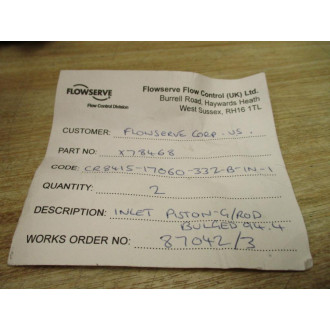 FLOWSERVE
Flow Control Division
Flowserve Flow Control (UK) Ltd.
Burrell Road, Haywards Heath
West Sussex, RH16 1TL
CUSTOMER: FLOWSERVE CORP. US.
PART NO: X78468
CODE: CR8415-17060-332-B-IN-1
QUANTITY: 2
DESCRIPTION: INLET PISTON-G/ROD
BULGED 94.4
WORKS ORDER NO: 87042/3